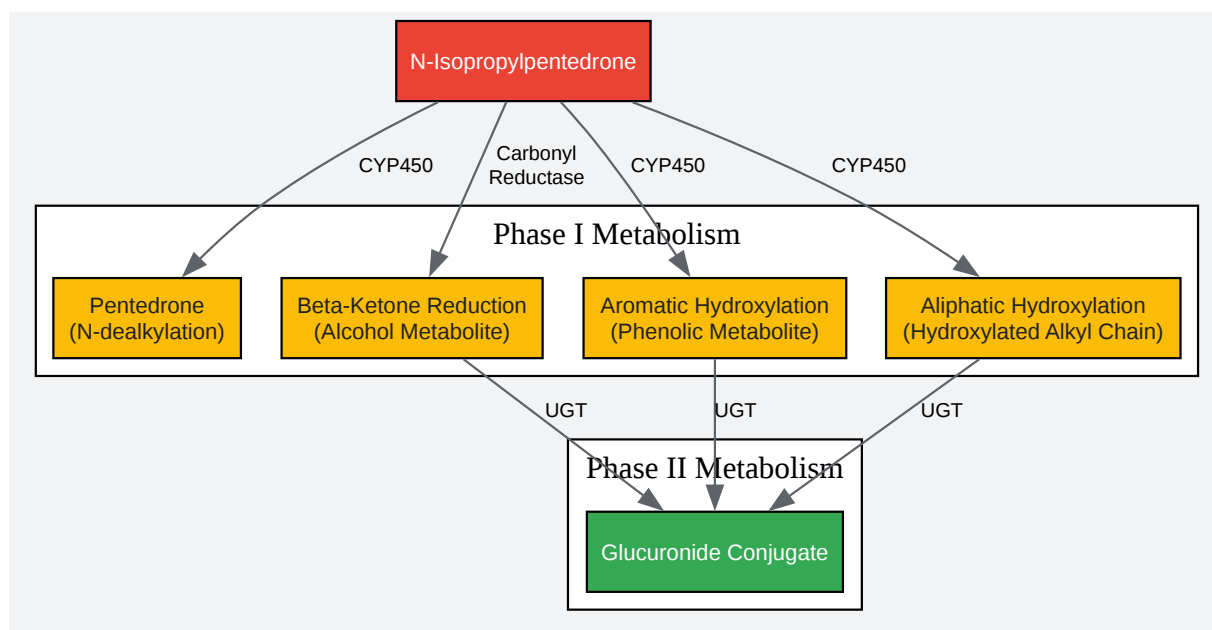 N-Isopropylpentedrone
CYP450
Carbonyl
Reductase
CYP450
CYP450
Phase I Metabolism
Pentedrone
(N-dealkylation)
Beta-Ketone Reduction
(Alcohol Metabolite)
Aromatic Hydroxylation
(Phenolic Metabolite)
Aliphatic Hydroxylation
(Hydroxylated Alkyl Chain)
UGT
UGT
UGT
Phase II Metabolism
Glucuronide Conjugate